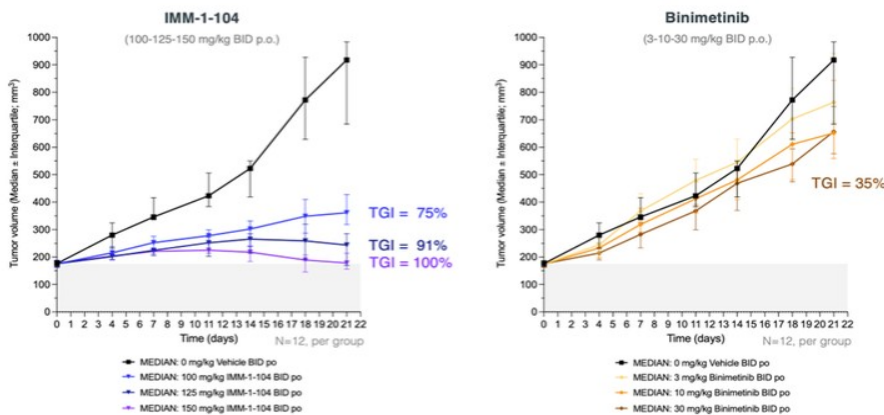 IMM-1-104
(100-125-150 mg/kg BID p.o.)
Tumor volume (Median ± Interquartile; mm³)
1000
900
800
700
600
500
400
300
200
100
0
TGI = 75%
TGI = 91%
TGI = 100%
0 1 2 3 4 5 6 7 8 9 10 11 12 13 14 15 16 17 18 19 20 21 22
Time (days)
N=12, per group
MEDIAN: 0 mg/kg Vehicle BID po
MEDIAN: 100 mg/kg IMM-1-104 BID po
MEDIAN: 125 mg/kg IMM-1-104 BID po
MEDIAN: 150 mg/kg IMM-1-104 BID po
Binimetinib
(3-10-30 mg/kg BID p.o.)
Tumor volume (Median ± Interquartile; mm³)
1000
900
800
700
600
500
400
300
200
100
0
TGI = 35%
0 1 2 3 4 5 6 7 8 9 10 11 12 13 14 15 16 17 18 19 20 21 22
Time (days)
N=12, per group
MEDIAN: 0 mg/kg Vehicle BID po
MEDIAN: 3 mg/kg Binimetinib BID po
MEDIAN: 10 mg/kg Binimetinib BID po
MEDIAN: 30 mg/kg Binimetinib BID po